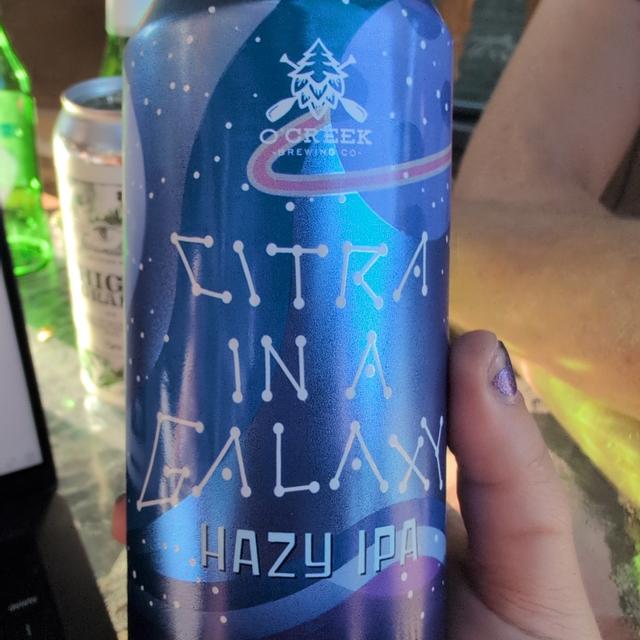 O'CREEK
BREWING CO
CITRA
IN A
GALAXY
HAZY IPA